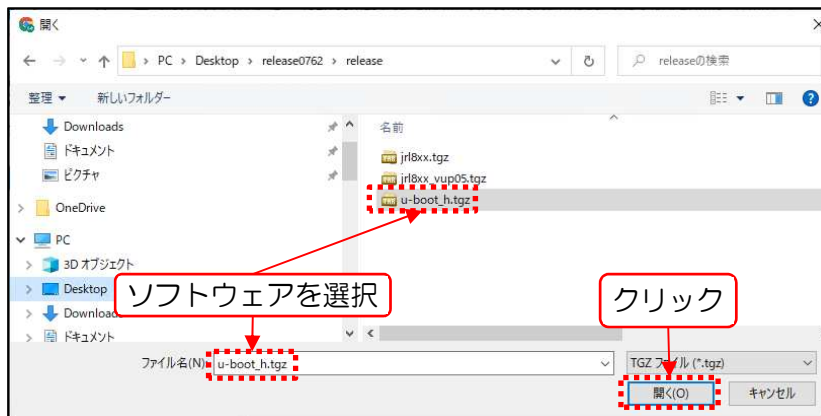 開く
PC > Desktop > release0762 > release
releaseの検索
整理 新しいフォルダー
Downloads
ドキュメント
ピクチャ
OneDrive
PC
3D オブジェクト
Desktop
Download
ドキュメント
名前
jrl8xx.tgz
jrl8xx_vup05.tgz
u-boot_h.tgz
ソフトウェアを選択
クリック
ファイル名(N): u-boot_h.tgz
TGZ ファイル (*.tgz)
開く(O) キャンセル